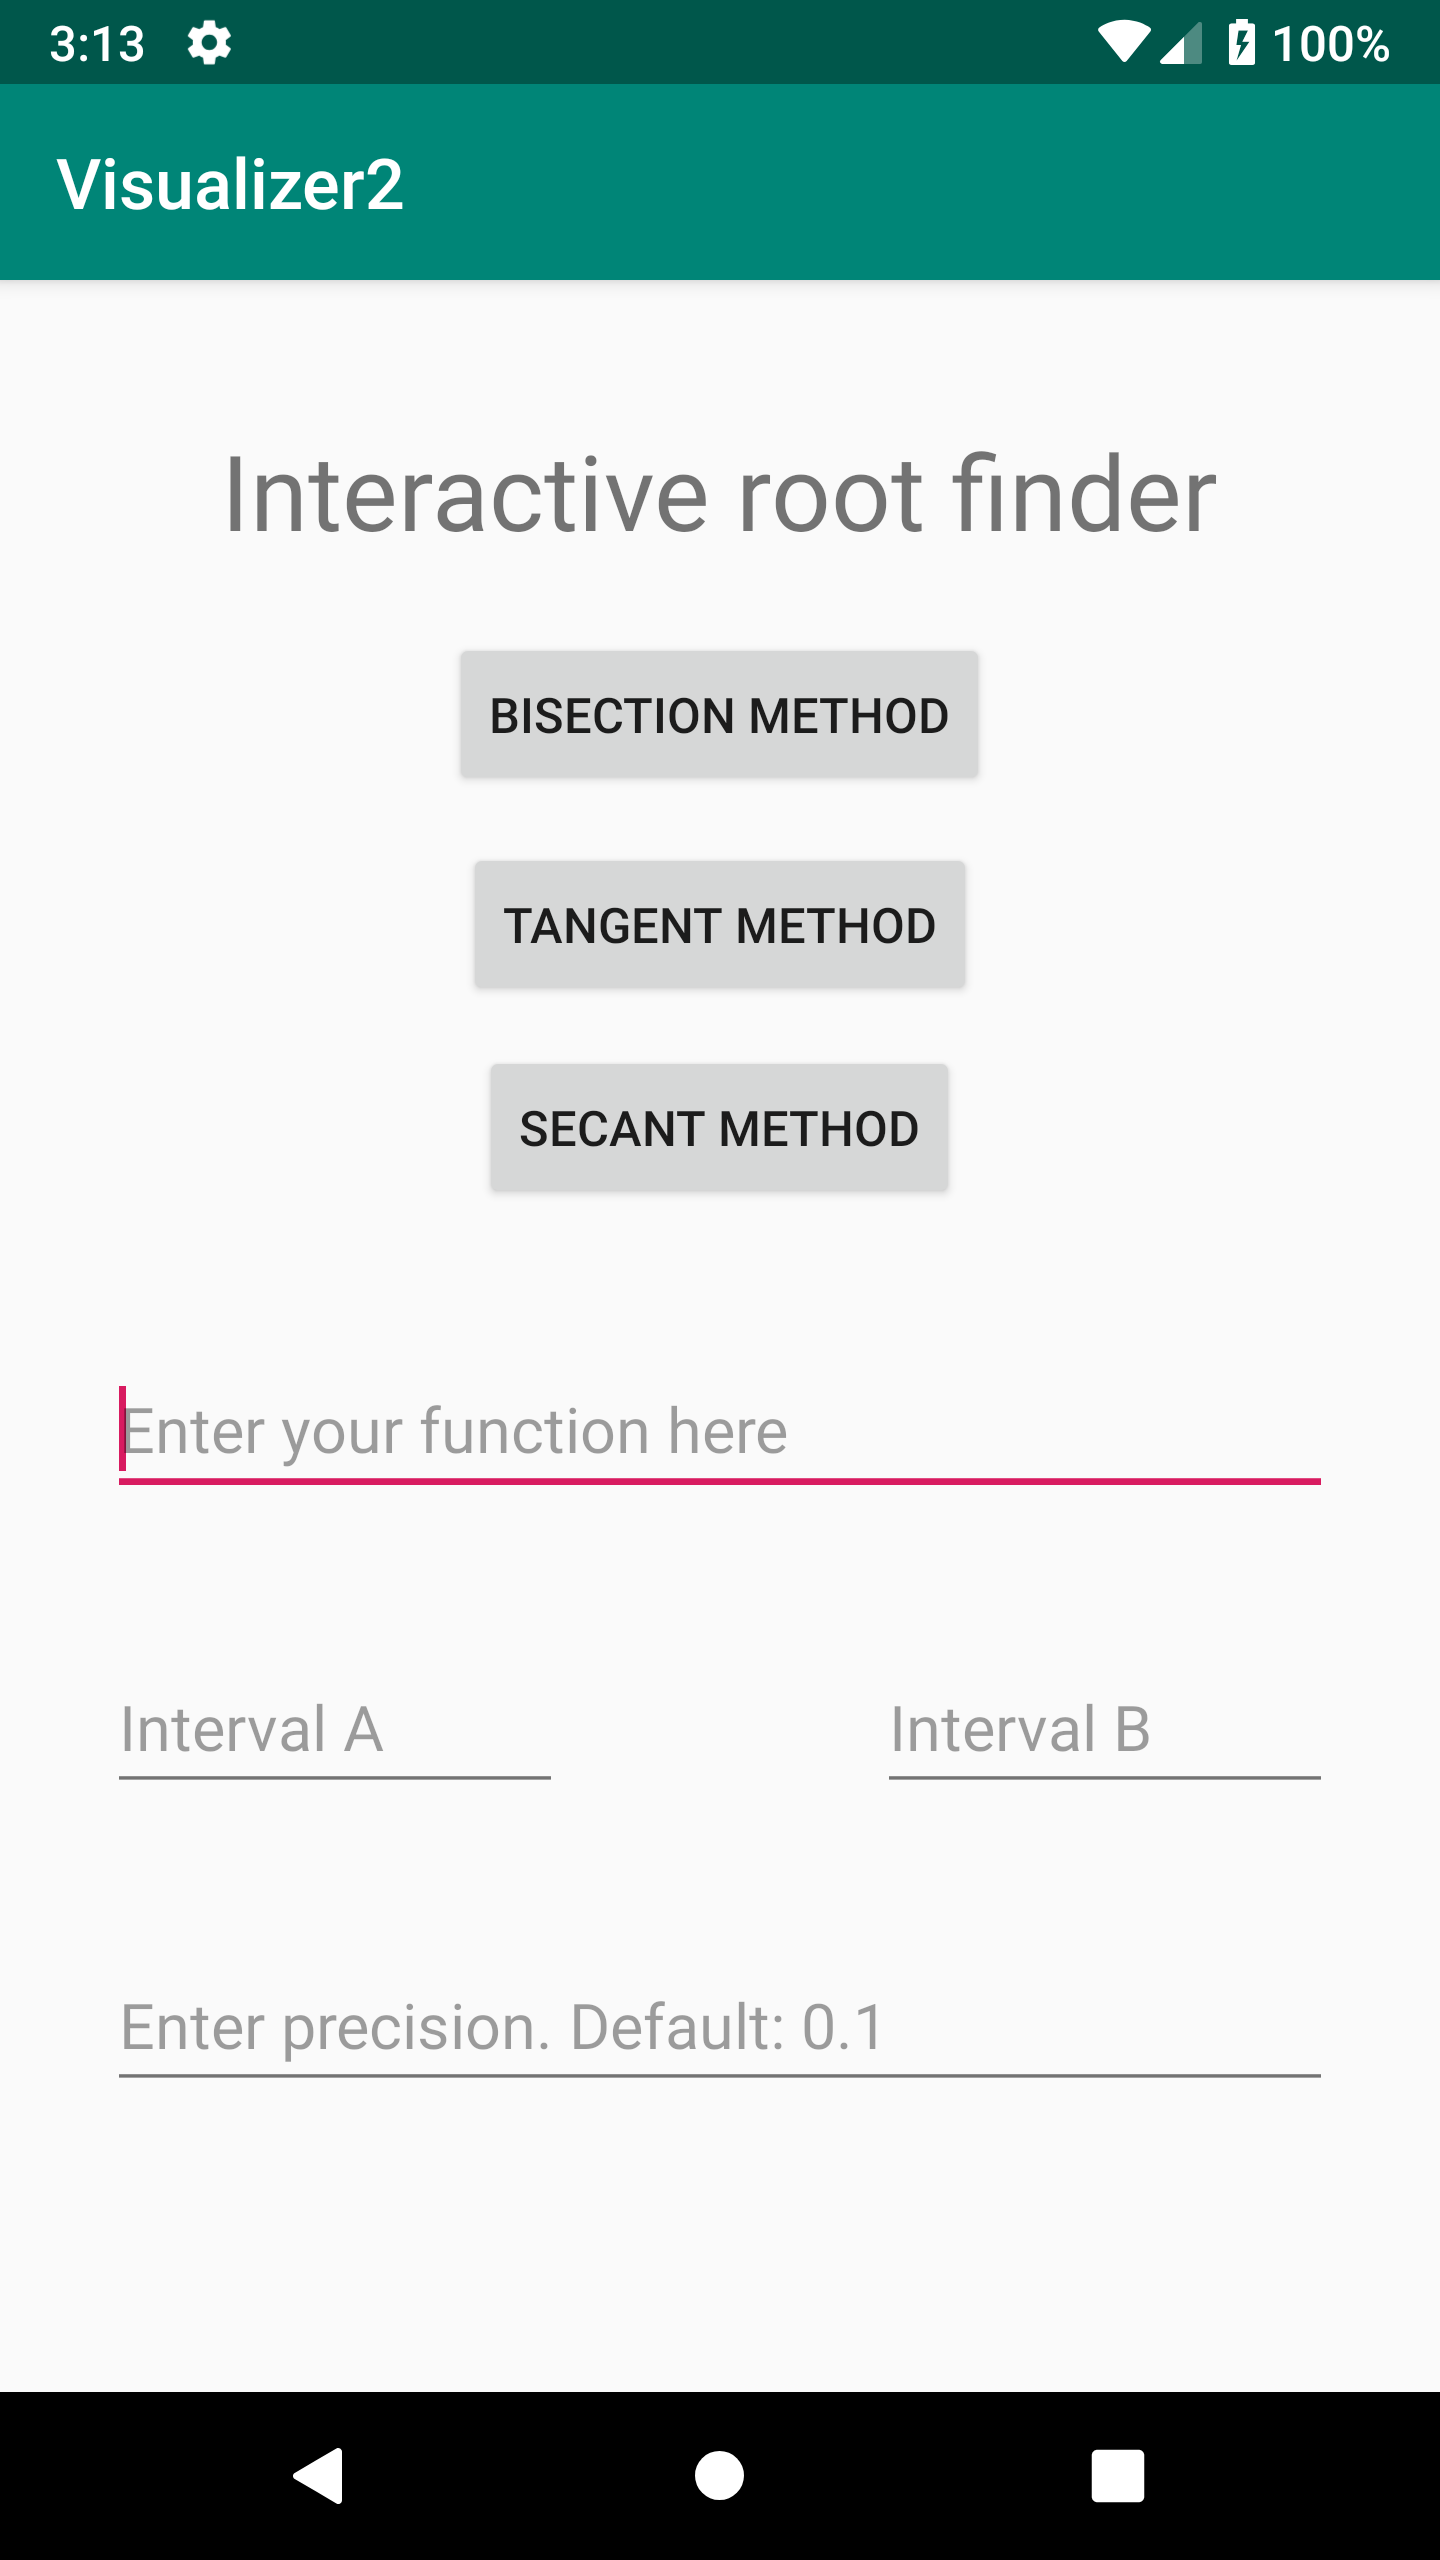 3:13 100%
Visualizer2
Interactive root finder
BISECTION METHOD
TANGENT METHOD
SECANT METHOD
Enter your function here
Interval A Interval B
Enter precision. Default: 0.1